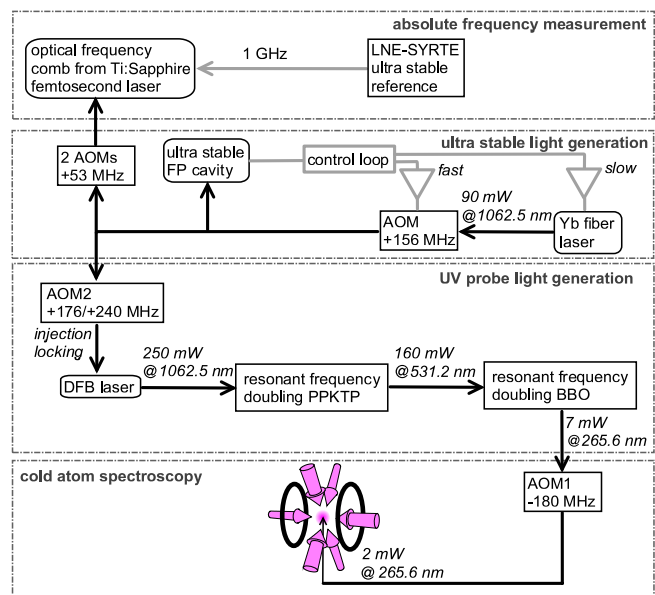 absolute frequency measurement
optical frequency
comb from Ti:Sapphire
femtosecond laser
1 GHz
LNE-SYRTE
ultra stable
reference
ultra stable light generation
2 AOMs
+53 MHz
ultra stable
FP cavity
control loop
fast
slow
90 mW
@1062.5 nm
AOM
+156 MHz
Yb fiber
laser
UV probe light generation
AOM2
+176/+240 MHz
injection
locking
DFB laser
250 mW
@1062.5 nm
resonant frequency
doubling PPKTP
160 mW
@531.2 nm
resonant frequency
doubling BBO
7 mW
@265.6 nm
cold atom spectroscopy
AOM1
-180 MHz
2 mW
@ 265.6 nm